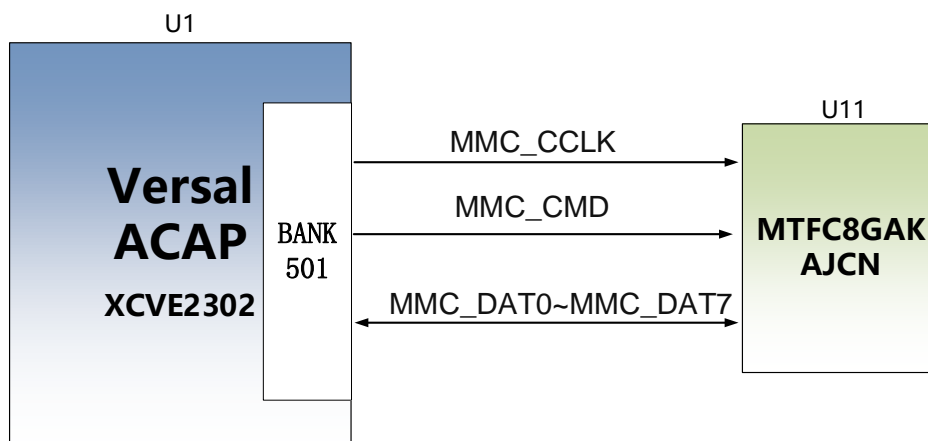 U1
U11
Versal
ACAP
XCVE2302
BANK
501
MMC_CCLK
MMC_CMD
MMC_DAT0~MMC_DAT7
MTFC8GAK
AJCN